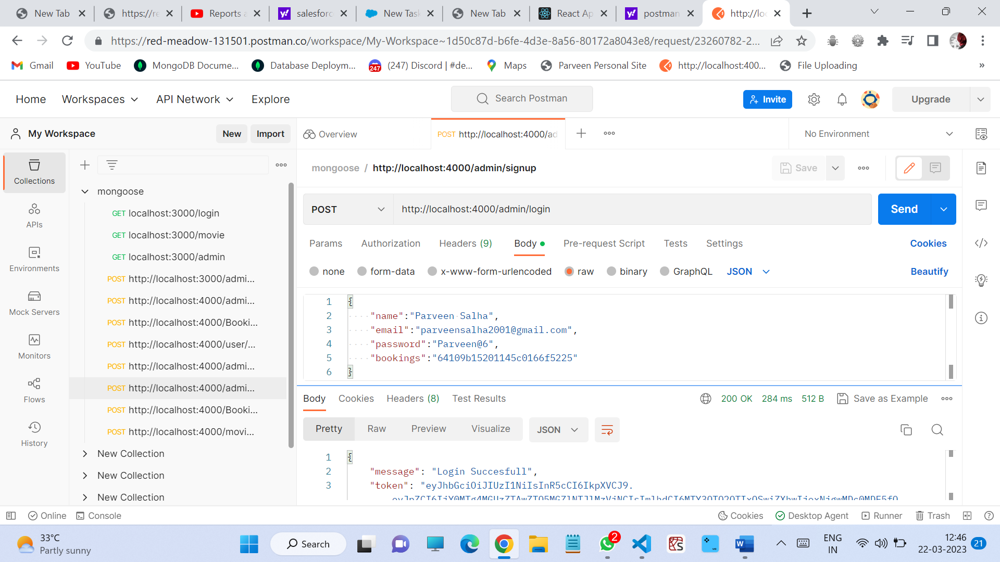 New Tab
https://re
Reports a
salesforc
New Task
New Tab
React Ap
postman
http://loc
https://red-meadow-131501.postman.co/workspace/My-Workspace~1d50c87d-b6fe-4d3e-8a56-80172a8043e8/request/23260782-2...
Gmail
YouTube
MongoDB Docume...
Database Deploym...
247
(247) Discord | #de...
Maps
Parveen Personal Site
http://localhost:400...
File Uploading
»
Home
Workspaces
API Network
Explore
Search Postman
Invite
Upgrade
My Workspace
New
Import
Overview
POST http://localhost:4000/ad
No Environment
Collections
APIs
Environments
Mock Servers
Monitors
Flows
History
mongoose
GET localhost:3000/login
GET localhost:3000/movie
GET localhost:3000/admin
POST http://localhost:3000/admi...
POST http://localhost:4000/admi...
POST http://localhost:4000/Booki...
POST http://localhost:4000/user/...
POST http://localhost:4000/admi...
POST http://localhost:4000/admi...
POST http://localhost:4000/Booki...
POST http://localhost:4000/movi...
New Collection
New Collection
New Collection
mongoose / http://localhost:4000/admin/signup
Save
POST
http://localhost:4000/admin/login
Send
Params
Authorization
Headers (9)
Body
Pre-request Script
Tests
Settings
Cookies
none
form-data
x-www-form-urlencoded
raw
binary
GraphQL
JSON
Beautify
1 {
2 "name":"Parveen Salha",
3 "email":"parveensalha2001@gmail.com",
4 "password":"Parveen@6",
5 "bookings":"64109b15201145c0166f5225"
6 }
Body
Cookies
Headers (8)
Test Results
200 OK
284 ms
512 B
Save as Example
Pretty
Raw
Preview
Visualize
JSON
1 {
2 "message": "Login Succesfull",
3 "token": "eyJhbGciOiJIUzI1NiIsInR5cCI6IkpXVCJ9.
Online
Console
Cookies
Desktop Agent
Runner
Trash
33°C
Partly sunny
Search
2
ENG
IN
12:46
22-03-2023
21